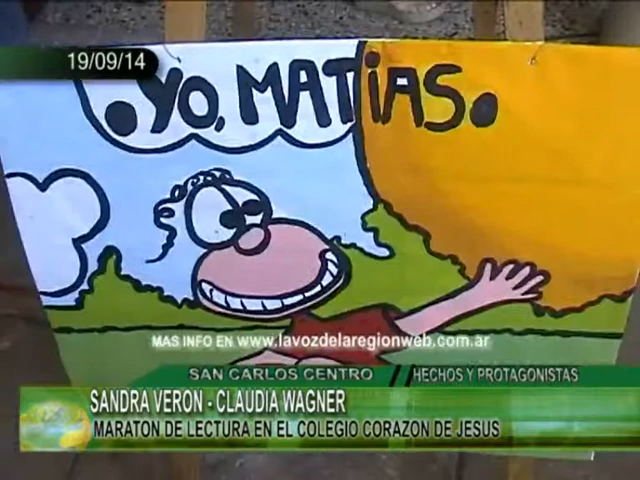 19/09/14
.YO, MATIAS.
MAS INFO EN www.lavozdelaregionweb.com.ar
SAN CARLOS CENTRO // HECHOS Y PROTAGONISTAS
SANDRA VERON - CLAUDIA WAGNER
MARATON DE LECTURA EN EL COLEGIO CORAZON DE JESUS